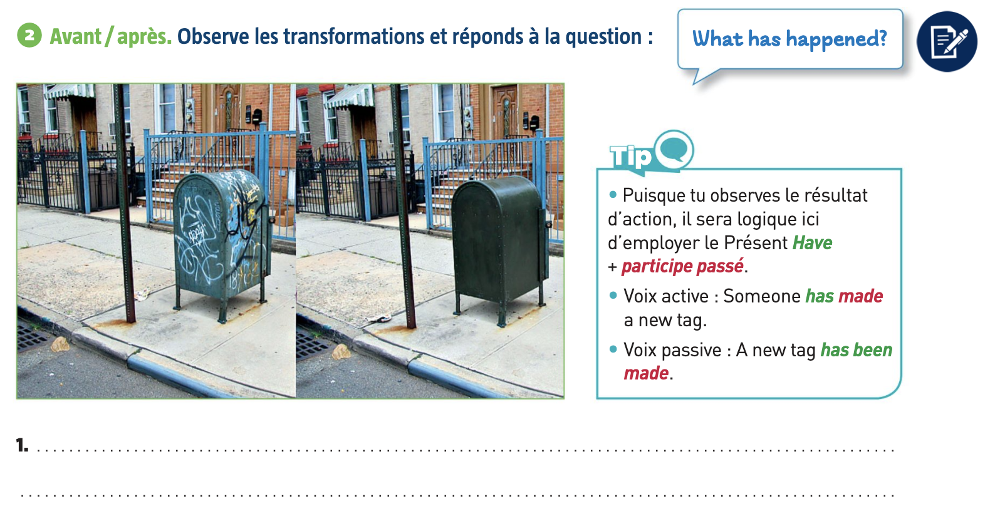 2 Avant / après. Observe les transformations et réponds à la question :
What has happened?
Tip
• Puisque tu observes le résultat
d'action, il sera logique ici
d'employer le Présent Have
+ participe passé.
• Voix active : Someone has made
a new tag.
• Voix passive : A new tag has been
made.
1.